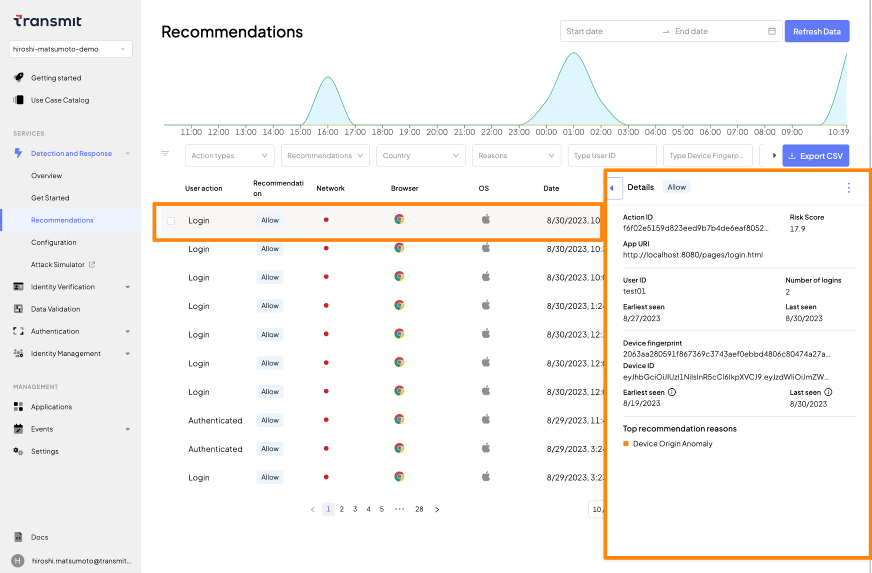 Transmit
hiroshi-matsumoto-demo
Getting started
Use Case Catalog
SERVICES
Detection and Response
Overview
Get Started
Recommendations
Configuration
Attack Simulator
Identity Verification
Data Validation
Authentication
Identity Management
MANAGEMENT
Applications
Events
Settings
Docs
H hiroshi.matsumoto@transmit...
Recommendations
Start date → End date
Refresh Data
11:00 12:00 13:00 14:00 15:00 16:00 17:00 18:00 19:00 20:00 21:00 22:00 23:00 00:00 01:00 02:00 03:00 04:00 05:00 06:00 07:00 08:00 09:00 10:39
Action types Recommendations Country Reasons Type User ID Type Device Fingerp... Export CSV
User action Recommendati on Network Browser OS Date
Login Allow 8/30/2023, 10
Login Allow 8/30/2023, 10:
Login Allow 8/30/2023, 10:
Login Allow 8/30/2023, 1:2
Login Allow 8/30/2023, 12:
Login Allow 8/30/2023, 12:0
Login Allow 8/30/2023, 12:0
Authenticated Allow 8/29/2023, 11:4
Authenticated Allow 8/29/2023, 3:2
Login Allow 8/29/2023, 3:2
< 1 2 3 4 5 ••• 28 >
10/
Details Allow
Action ID Risk Score
f6f02e5159d823eed9b7b4de6eaf8052... 17.9
App URI
http://localhost:8080/pages/login.html
User ID Number of logins
test01 2
Earliest seen Last seen
8/27/2023 8/30/2023
Device fingerprint
2063aa280591f867369c3743aef0ebbd4806c80474a27a...
Device ID
eyJhbGciOiJIUzI1NiIsInR5cCI6IkpXVCJ9.eyJzdWIiOiJmZW...
Earliest seen Last seen
8/19/2023 8/30/2023
Top recommendation reasons
Device Origin Anomaly